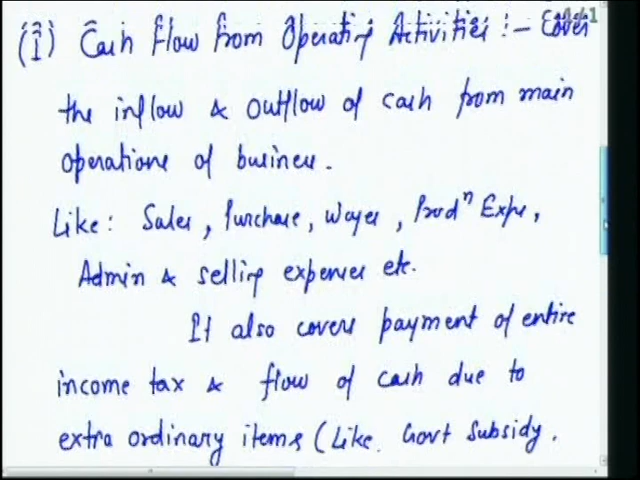 (I) Cash Flow from Operating Activities :- Cover
the inflow & outflow of cash from main
operations of business.
Like: Sales, Purchase, Wages, Prodⁿ Expe,
Admin & selling expenses etc.
It also covers payment of entire
income tax & flow of cash due to
extra ordinary items (Like. Govt Subsidy.